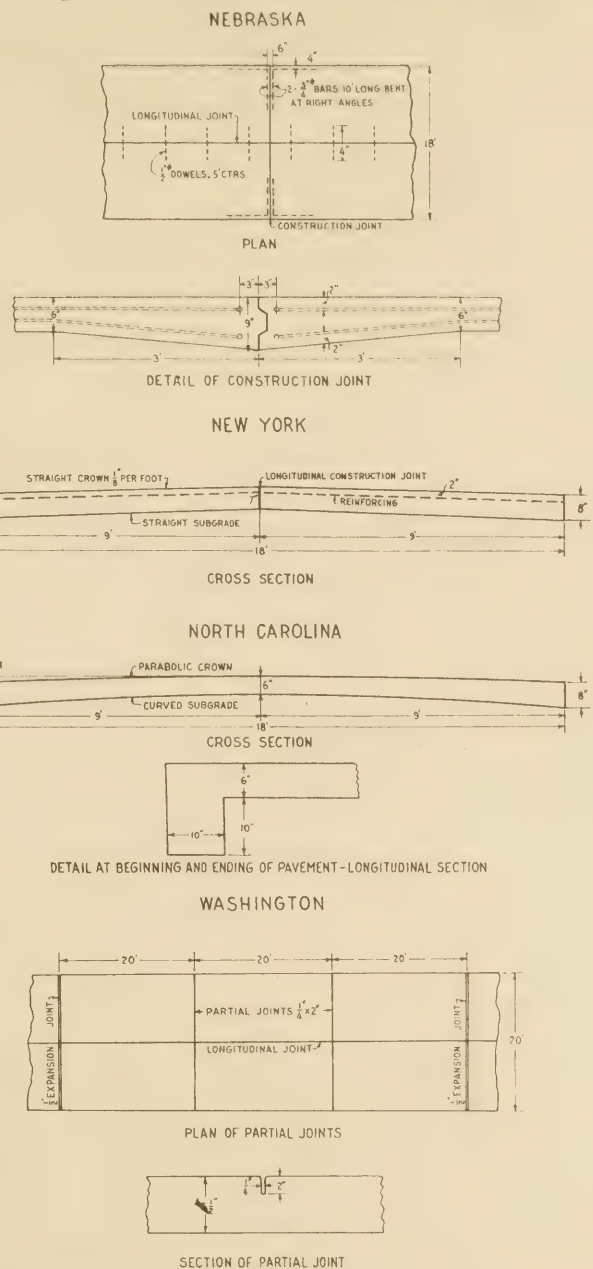 NEBRASKA
6"
4"
2 - 3/4"ᶲ BARS 10' LONG BENT
AT RIGHT ANGLES
LONGITUDINAL JOINT
18'
4"
1/2"ᶲ DOWELS, 5' CTRS.
CONSTRUCTION JOINT
PLAN
3" 3"
2"
6" 9" 6"
2"
3' 3'
DETAIL OF CONSTRUCTION JOINT
NEW YORK
STRAIGHT CROWN 1/8" PER FOOT
LONGITUDINAL CONSTRUCTION JOINT
2"
7"
REINFORCING
8"
STRAIGHT SUBGRADE
9' 9'
18'
CROSS SECTION
NORTH CAROLINA
PARABOLIC CROWN
6"
8"
CURVED SUBGRADE
9' 9'
18'
CROSS SECTION
6"
10" 10"
DETAIL AT BEGINNING AND ENDING OF PAVEMENT-LONGITUDINAL SECTION
WASHINGTON
20' 20' 20'
PARTIAL JOINTS 1/4" x 2"
LONGITUDINAL JOINT
1/2" EXPANSION JOINT
1/2" EXPANSION JOINT
20'
PLAN OF PARTIAL JOINTS
1/4" 2"
SECTION OF PARTIAL JOINT